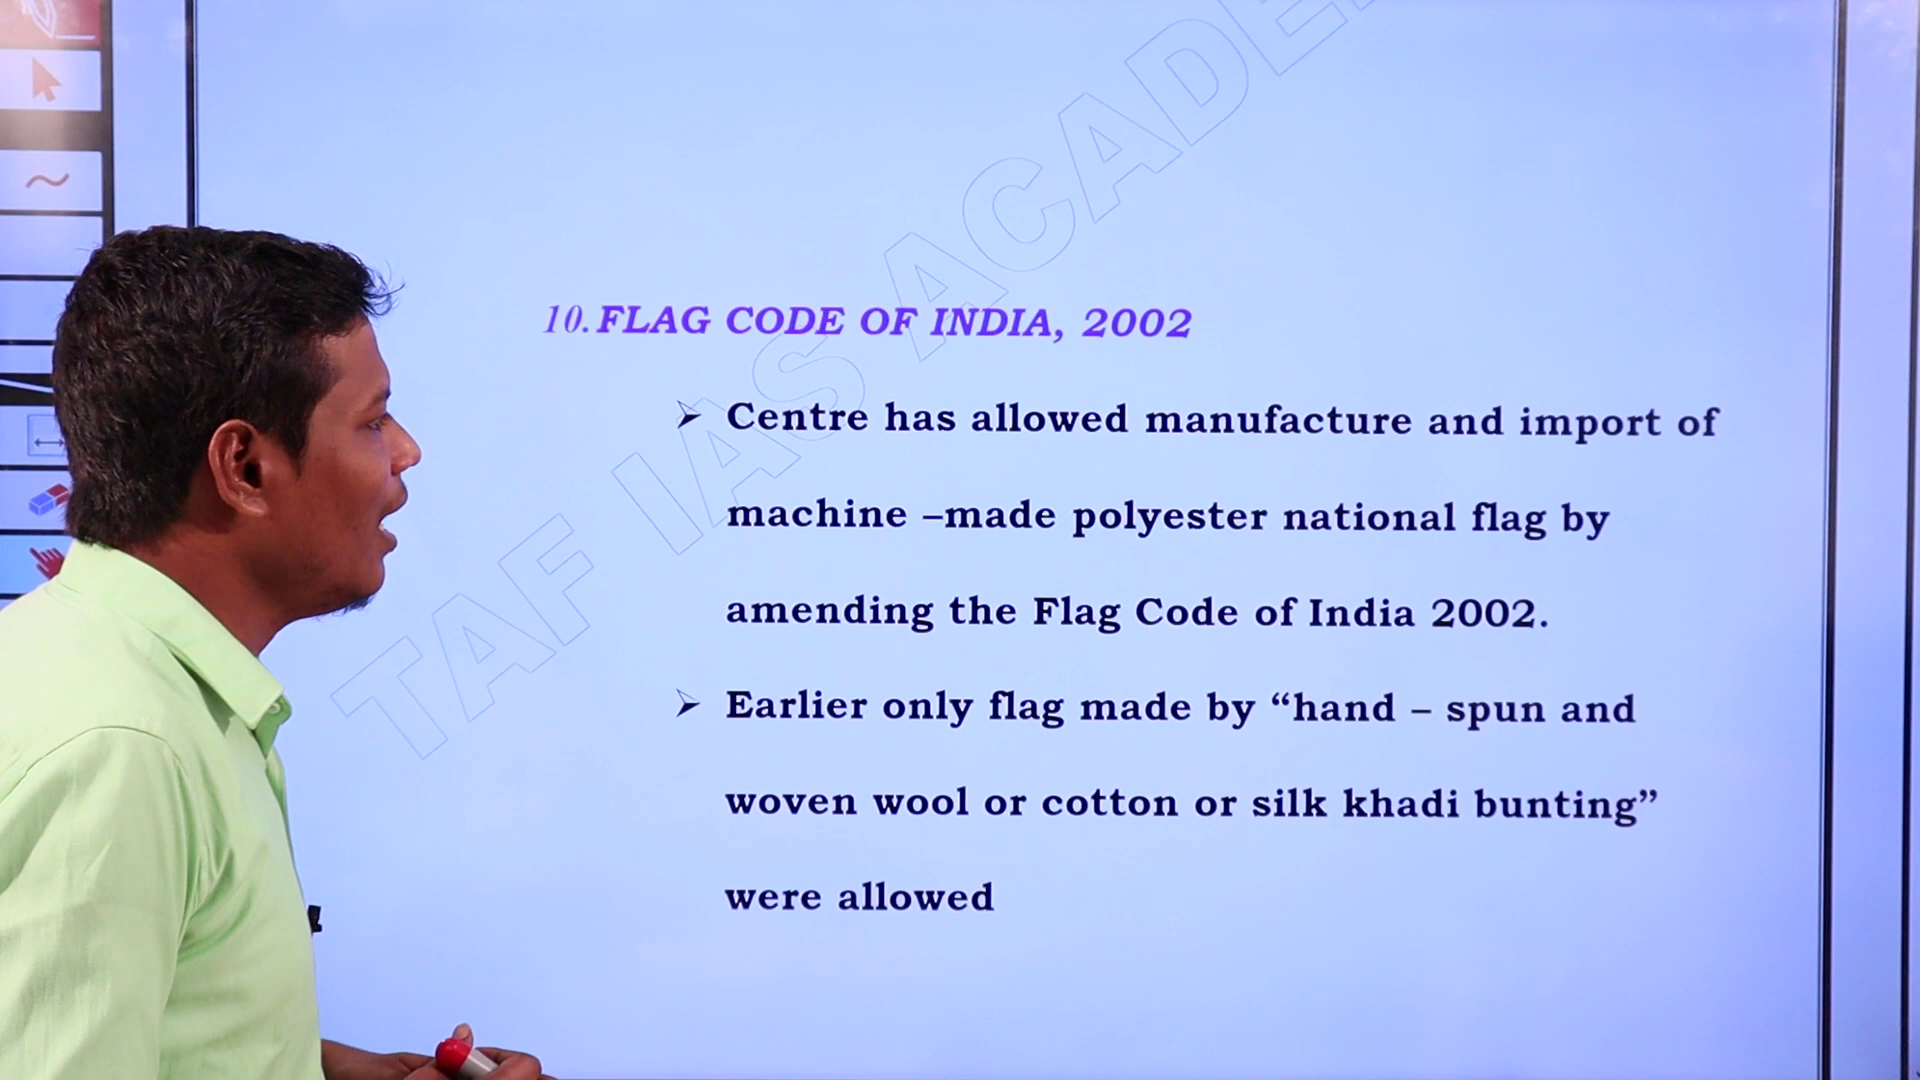 TAF IAS ACADE
10. FLAG CODE OF INDIA, 2002
➢ Centre has allowed manufacture and import of
machine –made polyester national flag by
amending the Flag Code of India 2002.
➢ Earlier only flag made by “hand – spun and
woven wool or cotton or silk khadi bunting”
were allowed